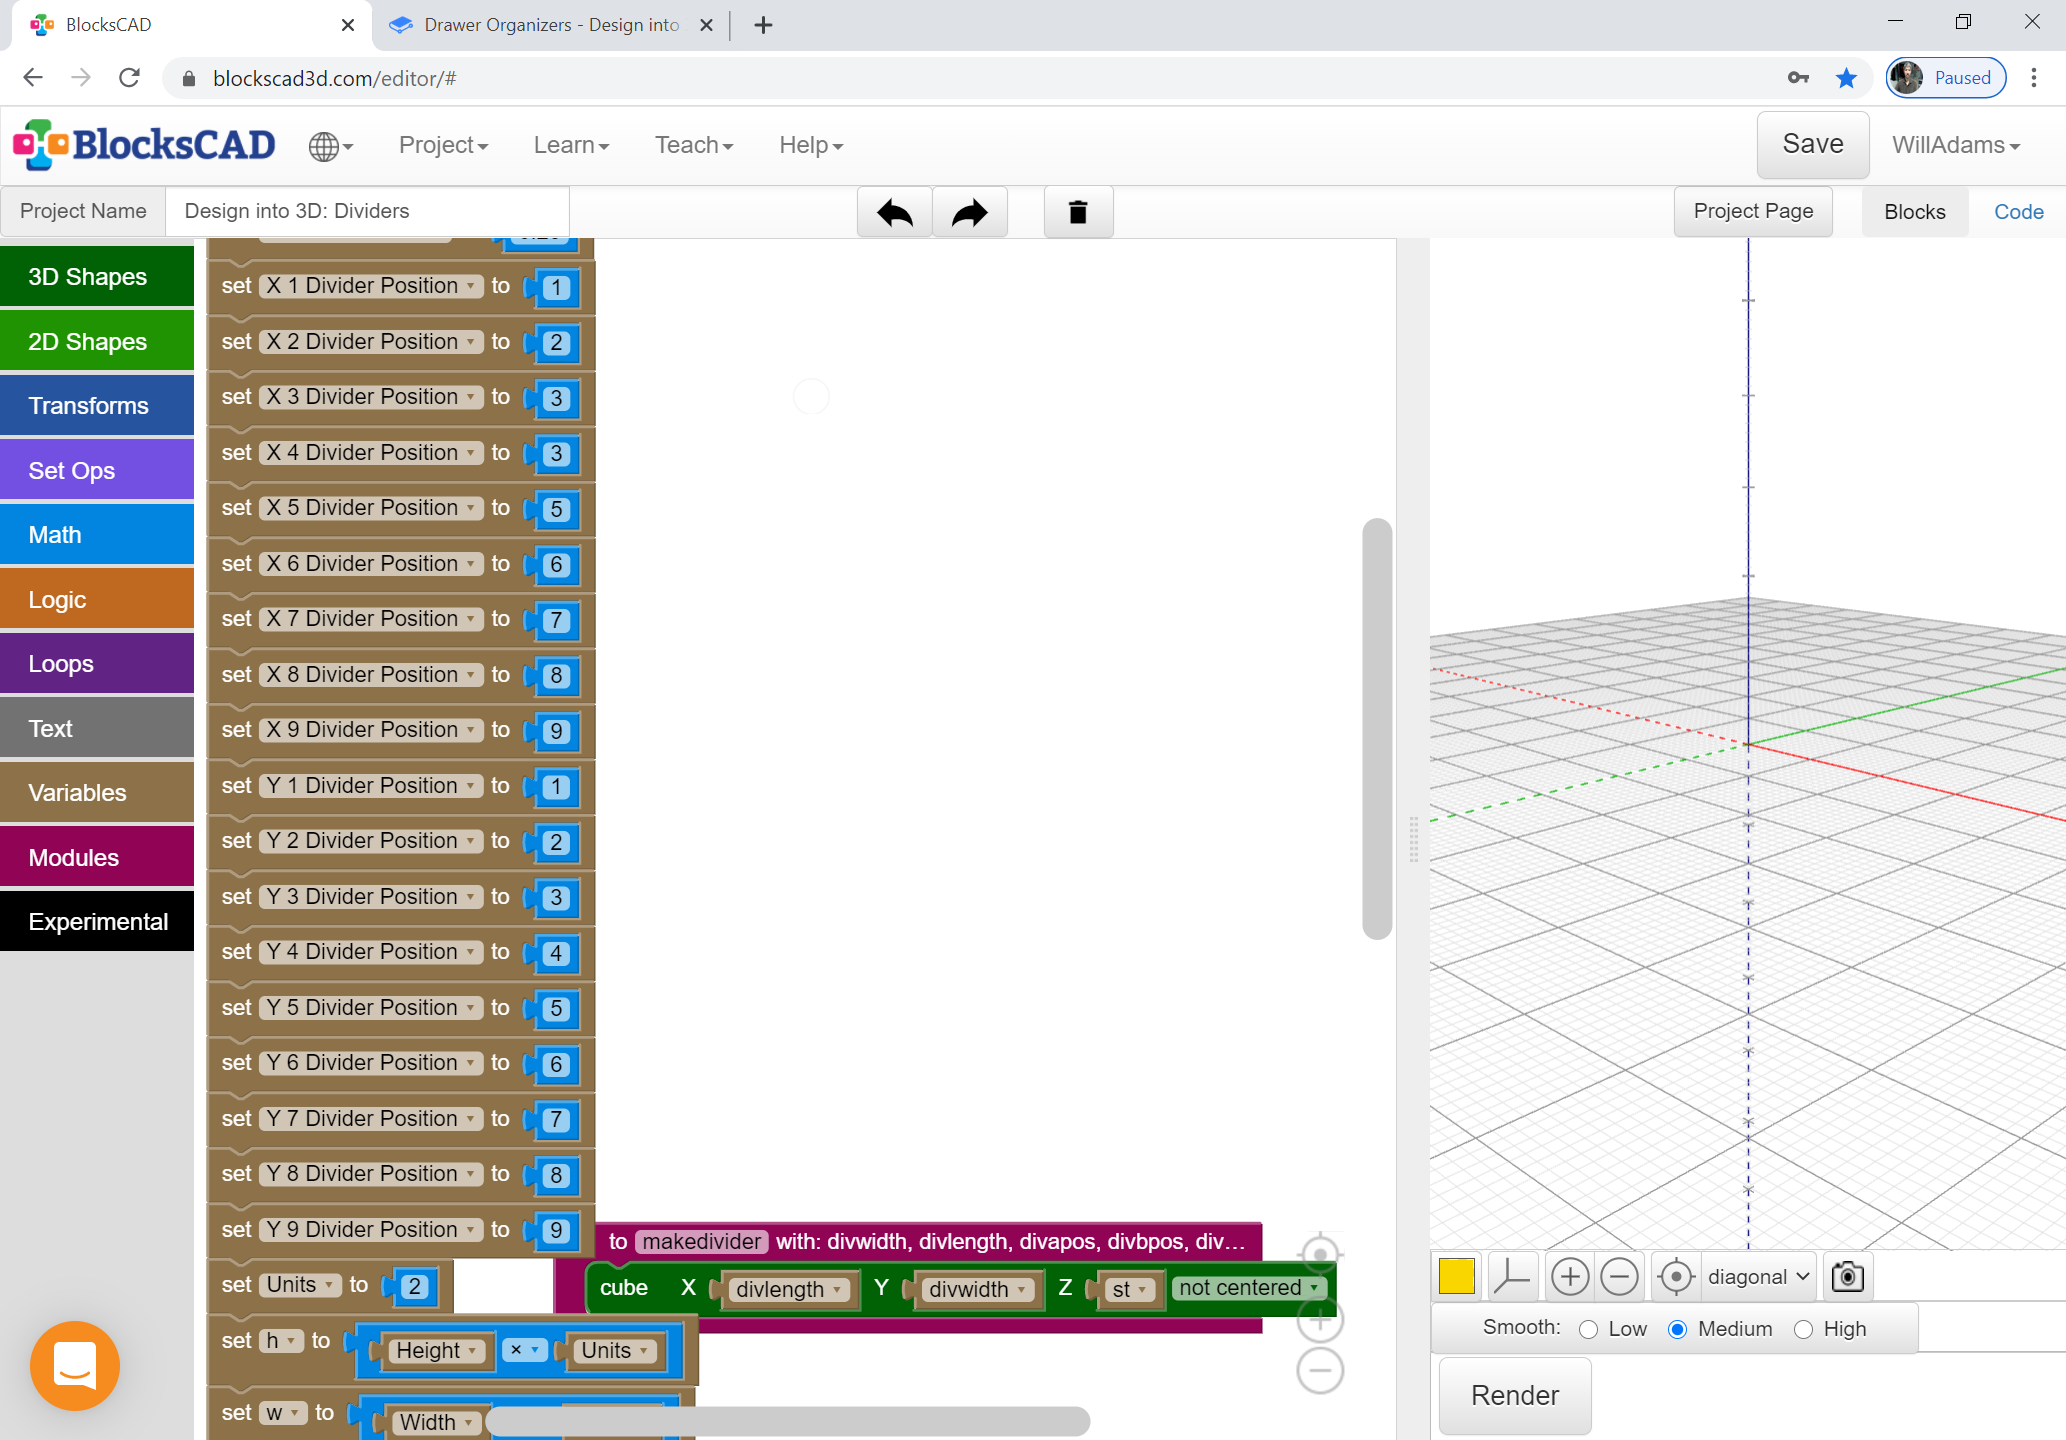 BlocksCAD
Drawer Organizers - Design into
blockscad3d.com/editor/#
Paused
BlocksCAD
Project
Learn
Teach
Help
Save
WillAdams
Project Name
Design into 3D: Dividers
Project Page
Blocks
Code
3D Shapes
2D Shapes
Transforms
Set Ops
Math
Logic
Loops
Text
Variables
Modules
Experimental
set X 1 Divider Position to 1
set X 2 Divider Position to 2
set X 3 Divider Position to 3
set X 4 Divider Position to 3
set X 5 Divider Position to 5
set X 6 Divider Position to 6
set X 7 Divider Position to 7
set X 8 Divider Position to 8
set X 9 Divider Position to 9
set Y 1 Divider Position to 1
set Y 2 Divider Position to 2
set Y 3 Divider Position to 3
set Y 4 Divider Position to 4
set Y 5 Divider Position to 5
set Y 6 Divider Position to 6
set Y 7 Divider Position to 7
set Y 8 Divider Position to 8
set Y 9 Divider Position to 9
set Units to 2
set h to Height × Units
set w to Width
to makedivider with: divwidth, divlength, divapos, divbpos, div...
cube X divlength Y divwidth Z st not centered
diagonal
Smooth: Low Medium High
Render